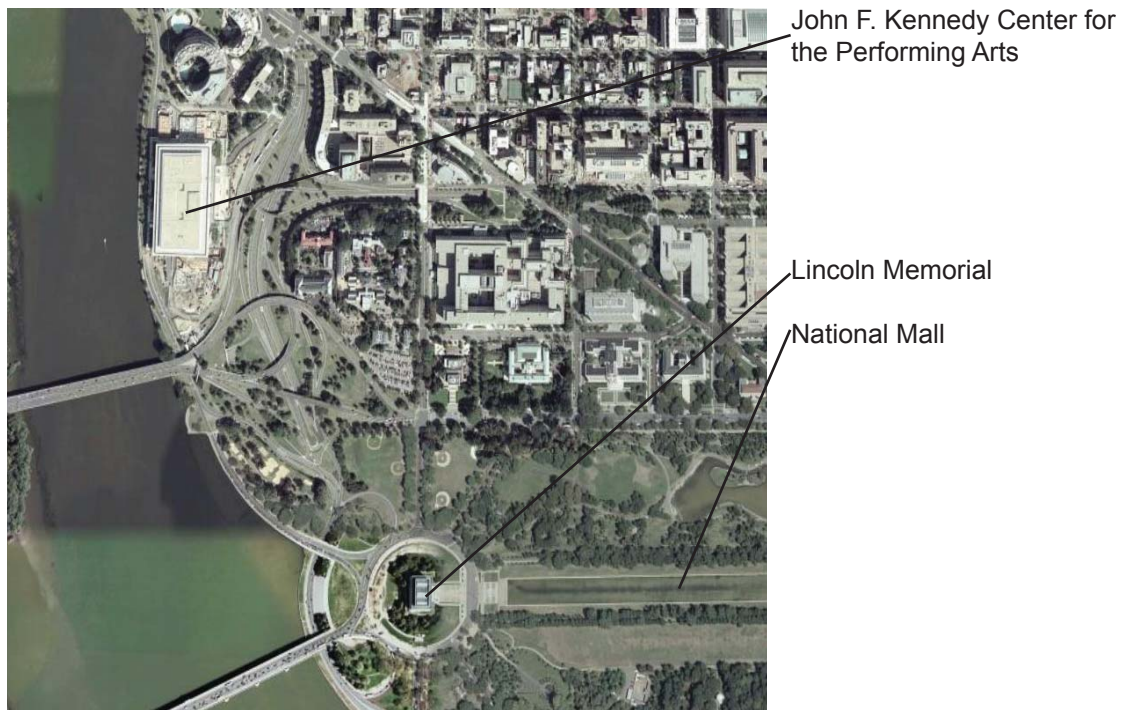 John F. Kennedy Center for
the Performing Arts
Lincoln Memorial
National Mall